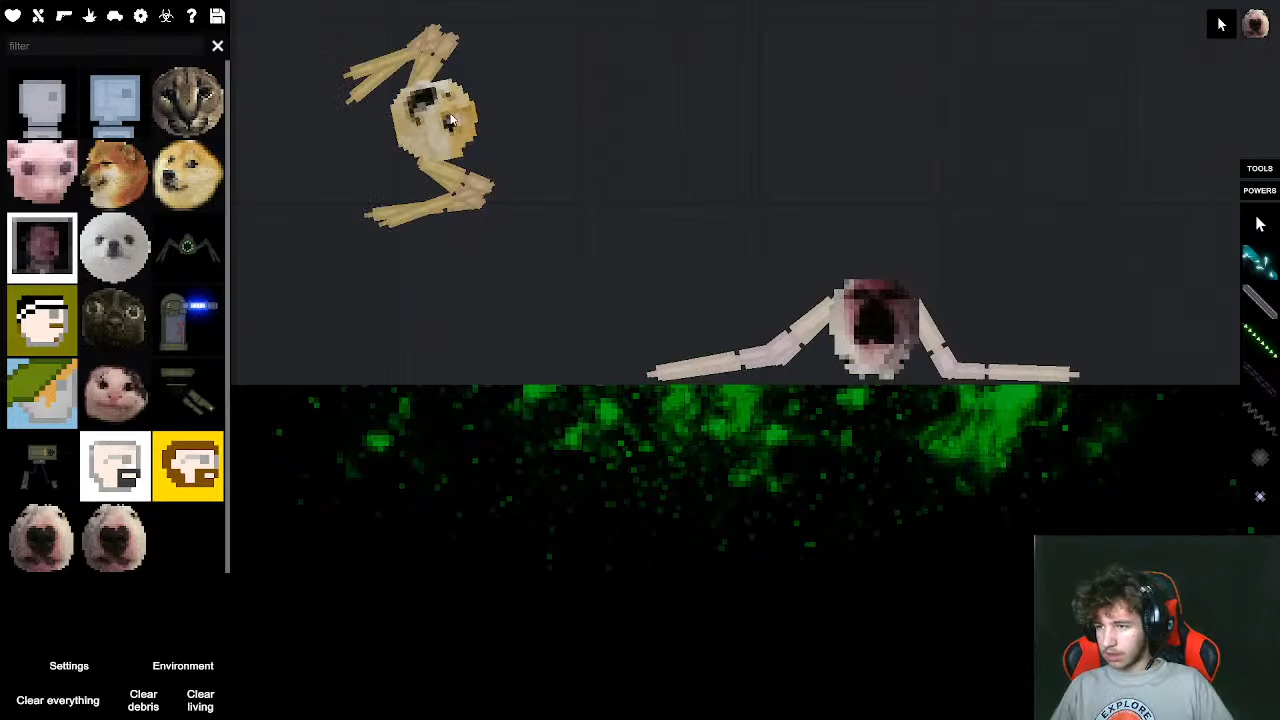 filter
TOOLS
POWERS
Settings
Environment
Clear everything
Clear
debris
Clear
living
EXPLORE